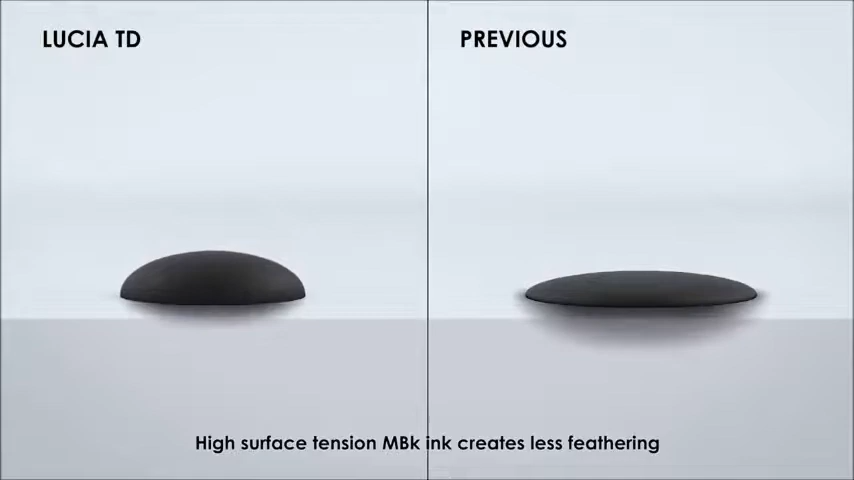 LUCIA TD
PREVIOUS
High surface tension MBk ink creates less feathering